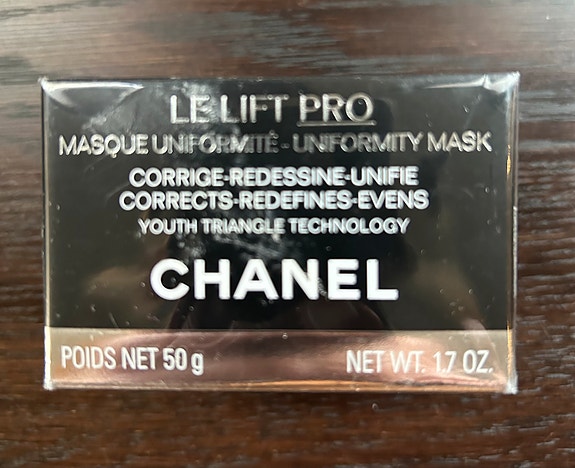 LE LIFT PRO
MASQUE UNIFORMITÉ - UNIFORMITY MASK
CORRIGE-REDESSINE-UNIFIE
CORRECTS-REDEFINES-EVENS
YOUTH TRIANGLE TECHNOLOGY
CHANEL
POIDS NET 50 g NET WT. 1.7 OZ.